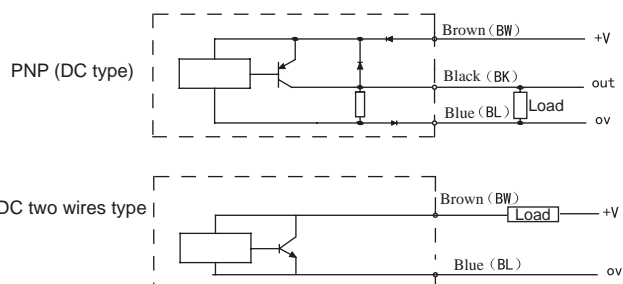 Brown (BW)
+V
PNP (DC type)
Black (BK)
out
Load
Blue (BL)
ov
DC two wires type
Brown (BW)
Load
+V
Blue (BL)
ov